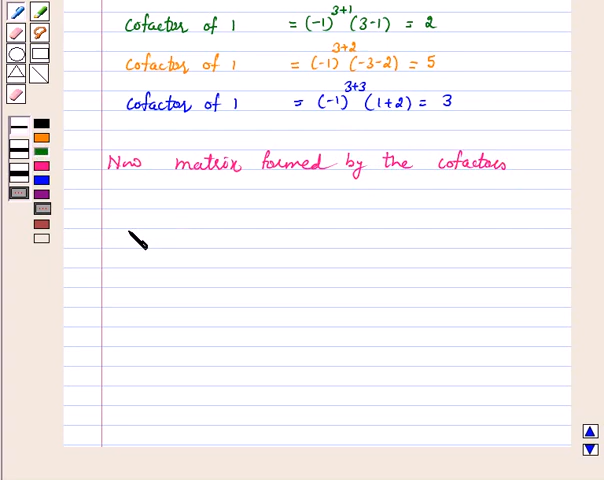 cofactor of 1 = (-1)^{3+1} (3-1) = 2
cofactor of 1 = (-1)^{3+2} (-3-2) = 5
cofactor of 1 = (-1)^{3+3} (1+2) = 3
Now matrix formed by the cofactors